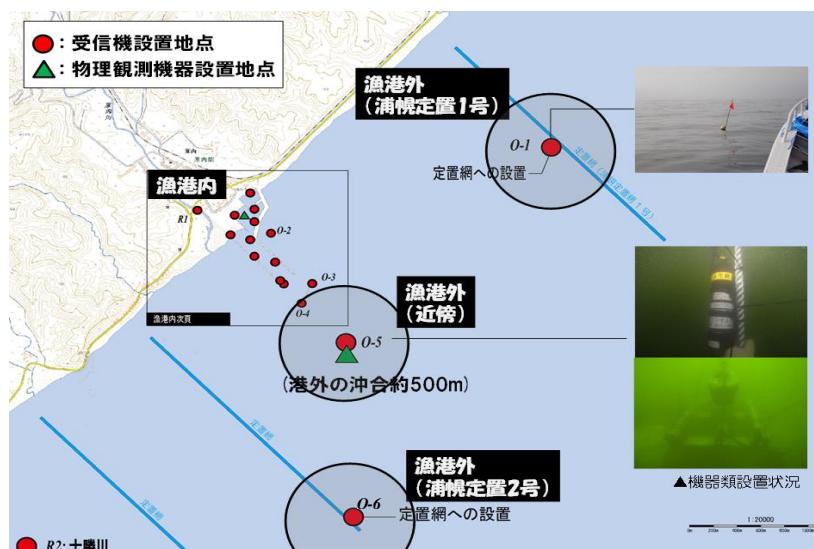 ●：受信機設置地点
▲：物理観測機器設置地点
漁港外
（浦幌定置1号）
O-1
定置網への設置
漁港内
R1
O-2
O-3
O-4
漁港内次頁
漁港外
（近傍）
O-5
（港外の沖合約500m）
定置網
定置網
漁港外
（浦幌定置2号）
O-6
定置網への設置
▲機器類設置状況
1:20000
R2: 十勝川